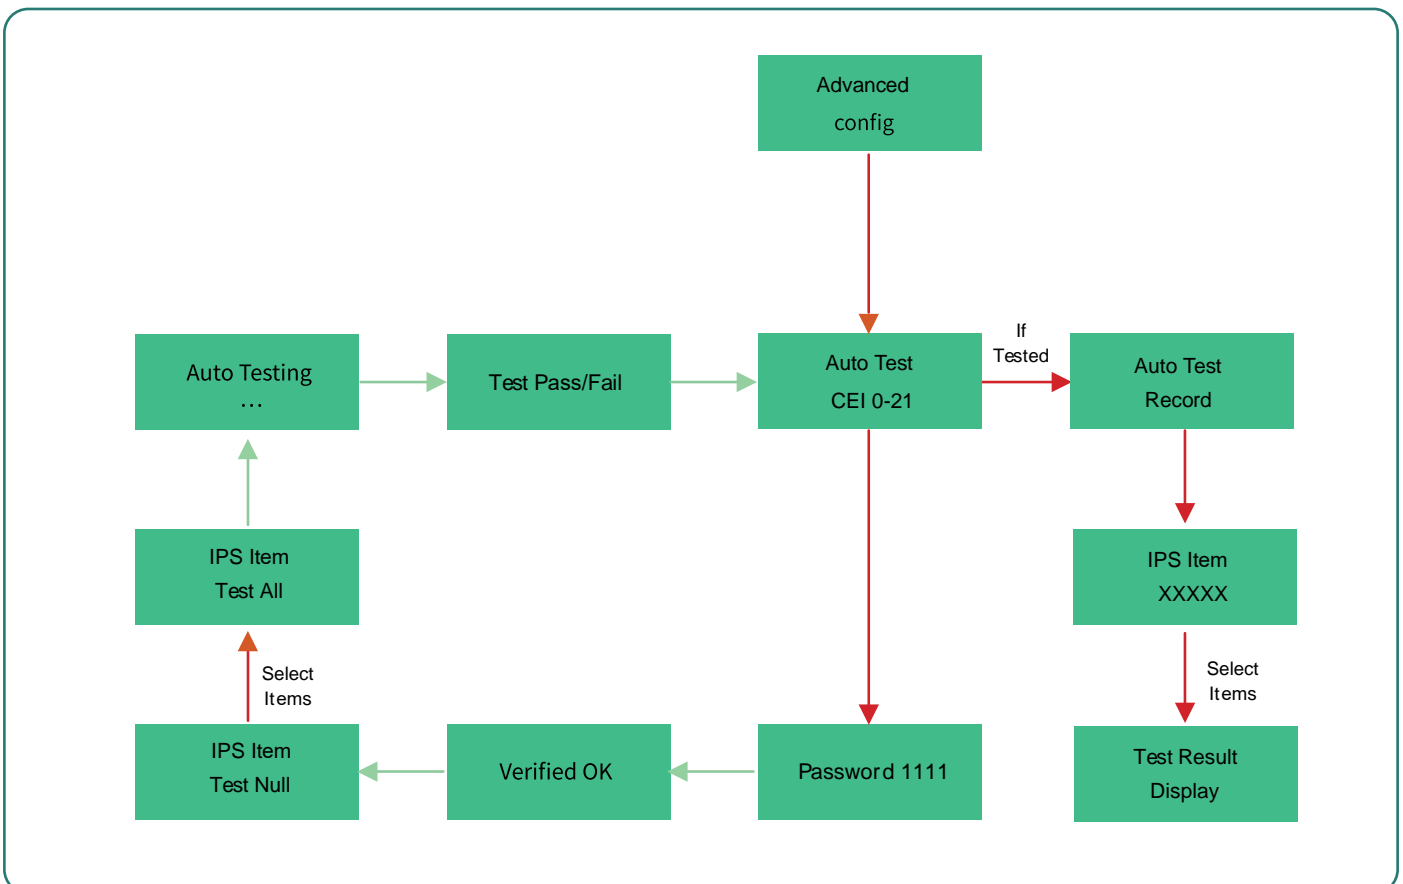 Advanced
config
If
Tested
Auto Testing
...
Test Pass/Fail
Auto Test
CEI 0-21
Auto Test
Record
IPS Item
Test All
IPS Item
XXXXX
Select
Items
Select
Items
IPS Item
Test Null
Verified OK
Password 1111
Test Result
Display